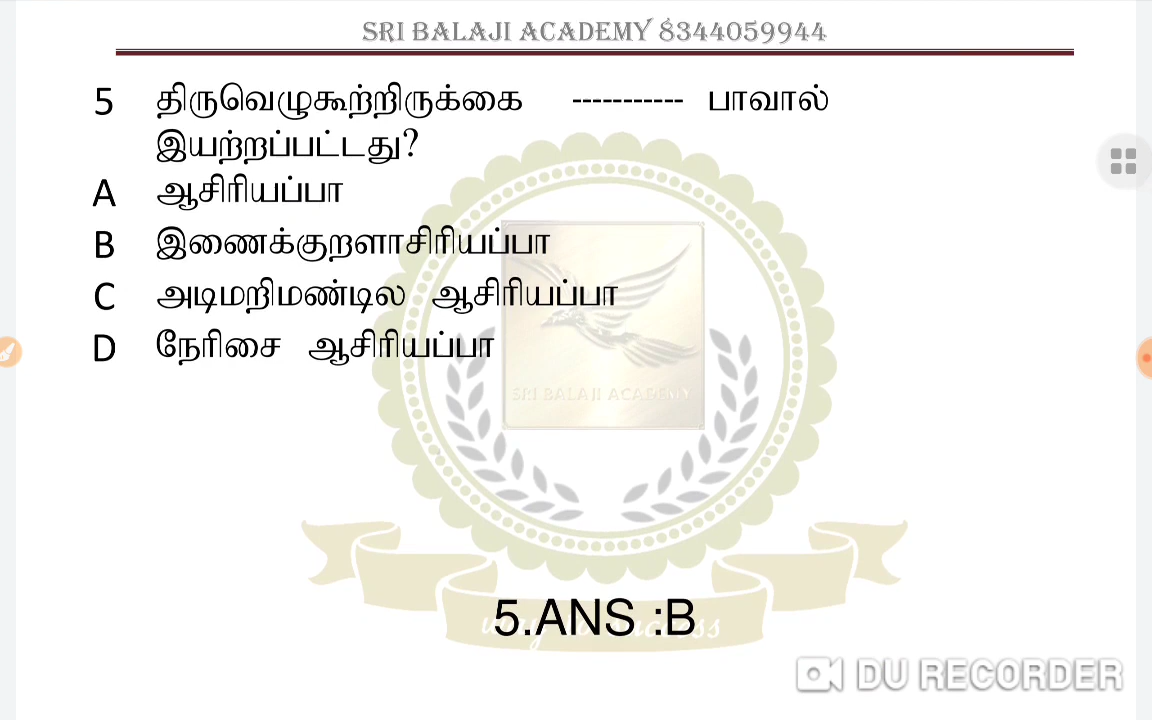 SRI BALAJI ACADEMY 8344059944
5 திருவெழுகூற்றிருக்கை ----------- பாவால்
இயற்றப்பட்டது?
A ஆசிரியப்பா
B இணைக்குறளாசிரியப்பா
C அடிமறிமண்டில ஆசிரியப்பா
D நேரிசை ஆசிரியப்பா
SRI BALAJI ACADEMY
5.ANS :B
DU RECORDER